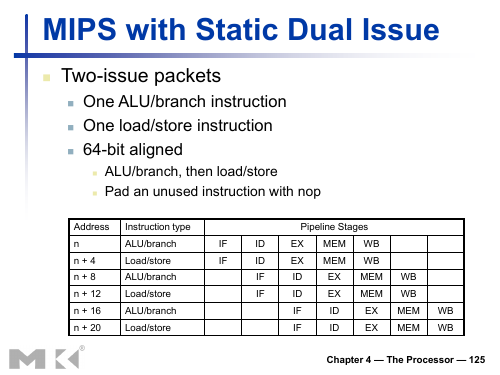 MIPS with Static Dual Issue
Two-issue packets
One ALU/branch instruction
One load/store instruction
64-bit aligned
ALU/branch, then load/store
Pad an unused instruction with nop
Address Instruction type Pipeline Stages
n ALU/branch IF ID EX MEM WB
n + 4 Load/store IF ID EX MEM WB
n + 8 ALU/branch IF ID EX MEM WB
n + 12 Load/store IF ID EX MEM WB
n + 16 ALU/branch IF ID EX MEM WB
n + 20 Load/store IF ID EX MEM WB
MK®
Chapter 4 — The Processor — 125